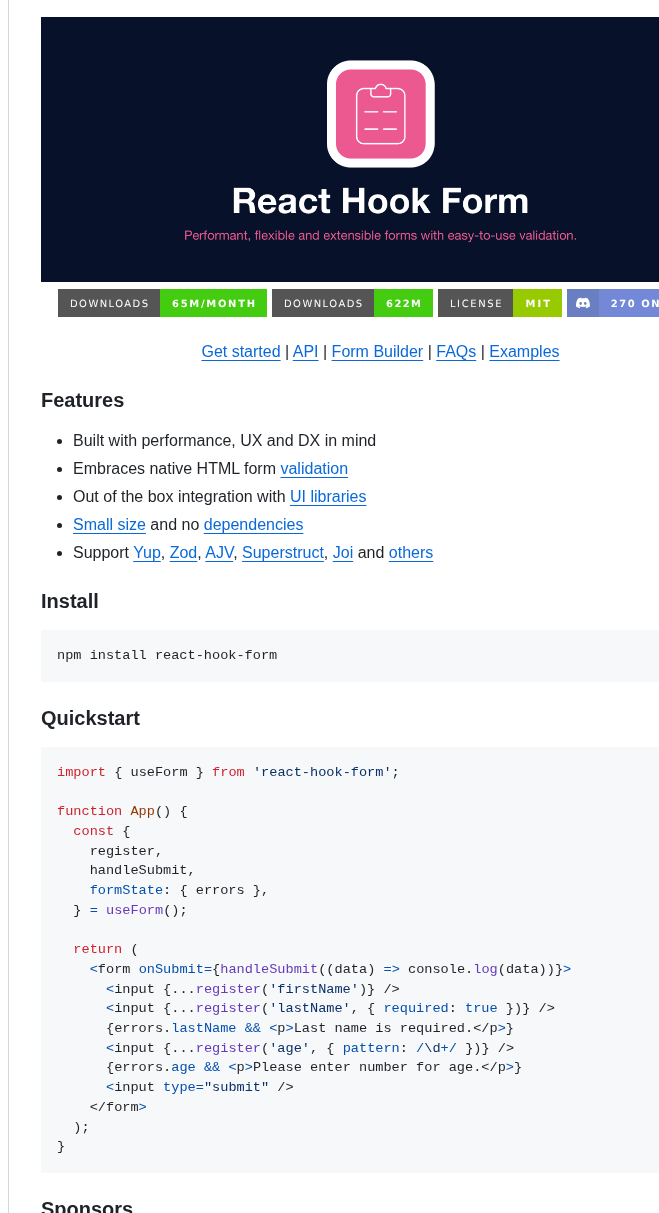 React Hook Form
Performant, flexible and extensible forms with easy-to-use validation.
DOWNLOADS 65M/MONTH DOWNLOADS 622M LICENSE MIT 270
Get started | API | Form Builder | FAQs | Examples
Features
• Built with performance, UX and DX in mind
• Embraces native HTML form validation
• Out of the box integration with UI libraries
• Small size and no dependencies
• Support Yup, Zod, AJV, Superstruct, Joi and others
Install
npm install react-hook-form
Quickstart
import { useForm } from 'react-hook-form';
function App() {
  const {
    register,
    handleSubmit,
    formState: { errors },
  } = useForm();
  return (
    <form onSubmit={handleSubmit((data) => console.log(data))}>
      <input {...register('firstName')} />
      <input {...register('lastName', { required: true })} />
      {errors.lastName && <p>Last name is required.</p>}
      <input {...register('age', { pattern: /\d+/ })} />
      {errors.age && <p>Please enter number for age.</p>}
      <input type="submit" />
    </form>
  );
}
Sponsors